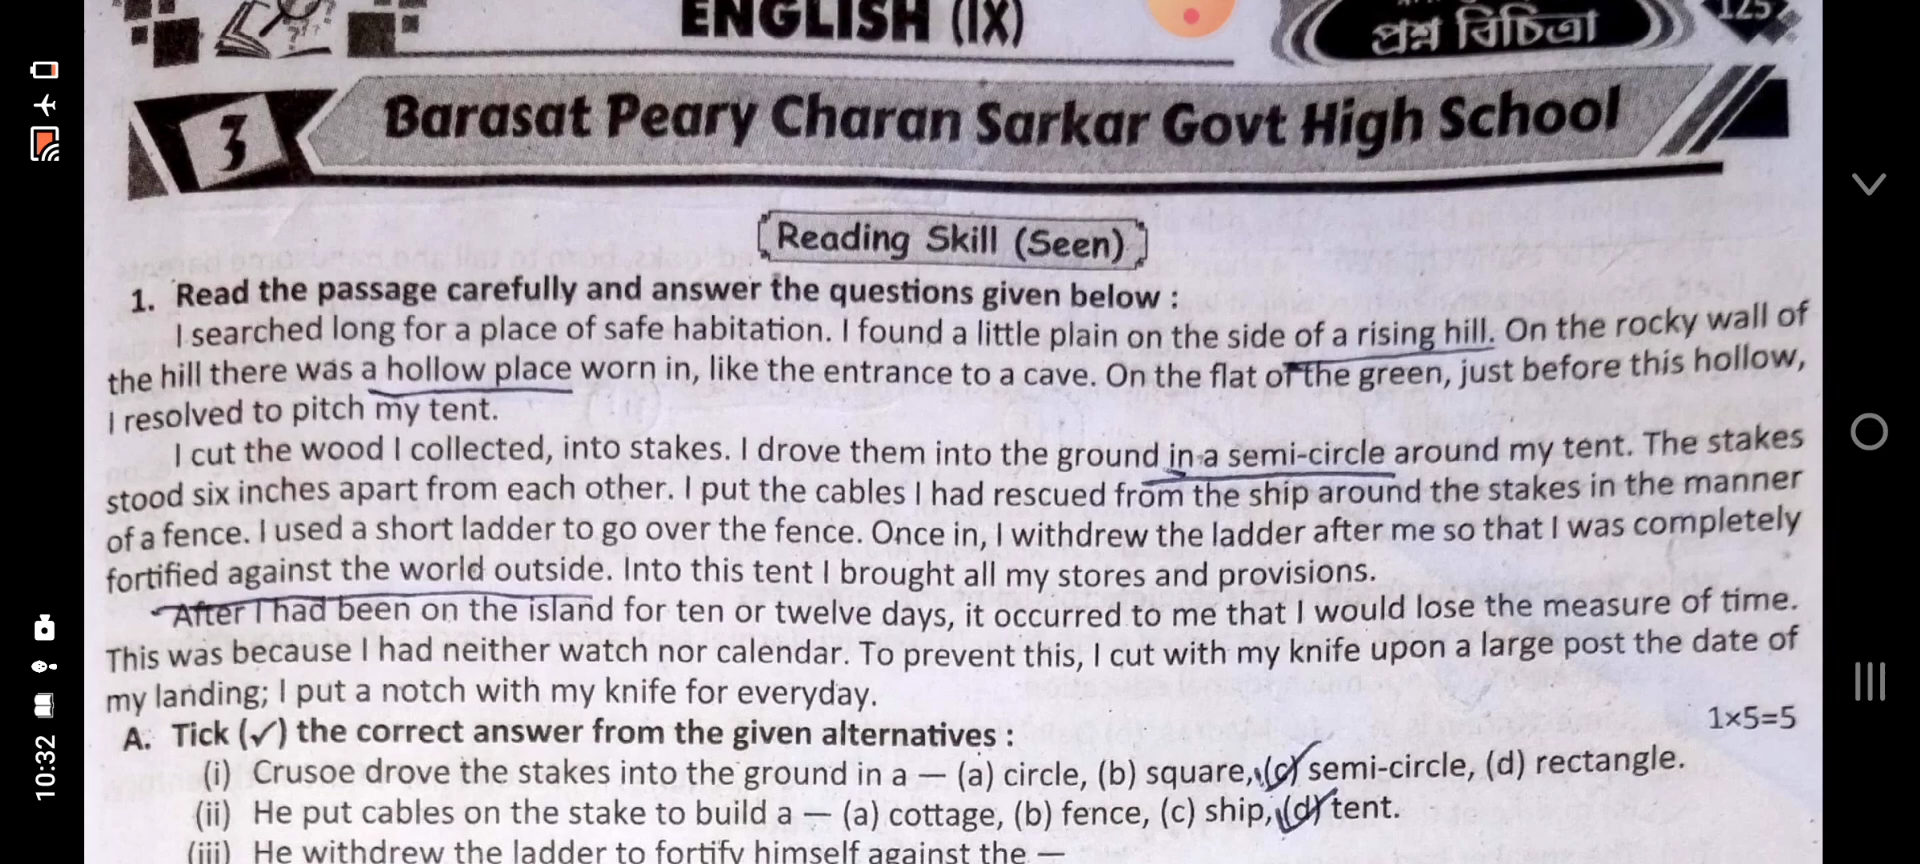 ENGLISH (IX)
প্রশ্ন বিচিত্রা
125
3
Barasat Peary Charan Sarkar Govt High School
Reading Skill (Seen)
1. Read the passage carefully and answer the questions given below :
I searched long for a place of safe habitation. I found a little plain on the side of a rising hill. On the rocky wall of
the hill there was a hollow place worn in, like the entrance to a cave. On the flat of the green, just before this hollow,
I resolved to pitch my tent.
I cut the wood I collected, into stakes. I drove them into the ground in a semi-circle around my tent. The stakes
stood six inches apart from each other. I put the cables I had rescued from the ship around the stakes in the manner
of a fence. I used a short ladder to go over the fence. Once in, I withdrew the ladder after me so that I was completely
fortified against the world outside. Into this tent I brought all my stores and provisions.
After I had been on the island for ten or twelve days, it occurred to me that I would lose the measure of time.
This was because I had neither watch nor calendar. To prevent this, I cut with my knife upon a large post the date of
my landing; I put a notch with my knife for everyday.
A. Tick (✓) the correct answer from the given alternatives : 1×5=5
(i) Crusoe drove the stakes into the ground in a — (a) circle, (b) square, (c) semi-circle, (d) rectangle.
(ii) He put cables on the stake to build a — (a) cottage, (b) fence, (c) ship, (d) tent.
(iii) He withdrew the ladder to fortify himself against the —
10:32